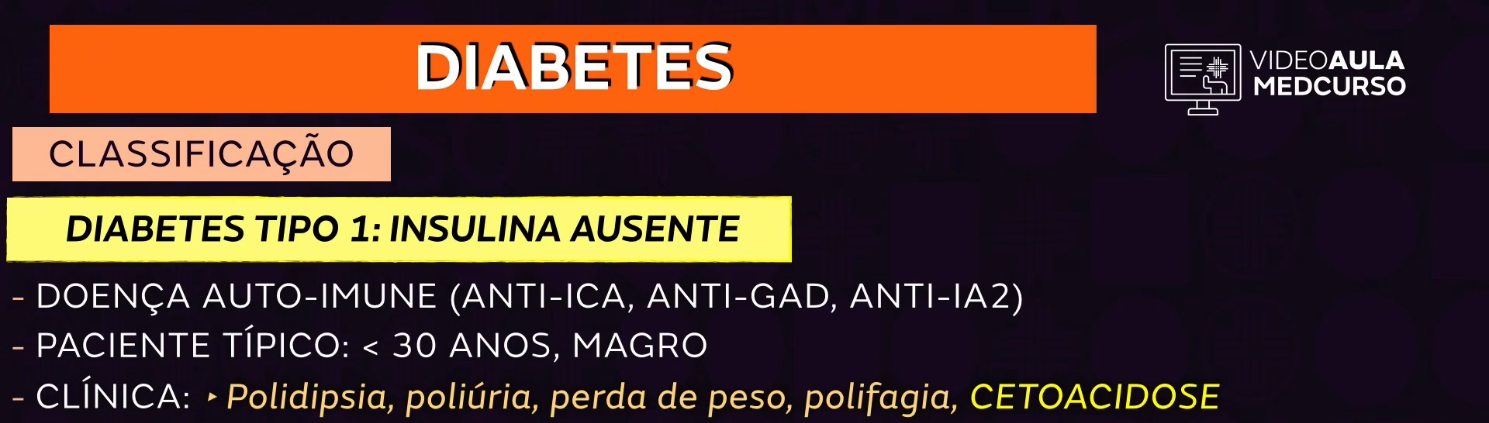 DIABETES
VIDEOAULA
MEDCURSO
CLASSIFICAÇÃO
DIABETES TIPO 1: INSULINA AUSENTE
- DOENÇA AUTO-IMUNE (ANTI-ICA, ANTI-GAD, ANTI-IA2)
- PACIENTE TÍPICO: < 30 ANOS, MAGRO
- CLÍNICA: ‣ Polidipsia, poliúria, perda de peso, polifagia, CETOACIDOSE